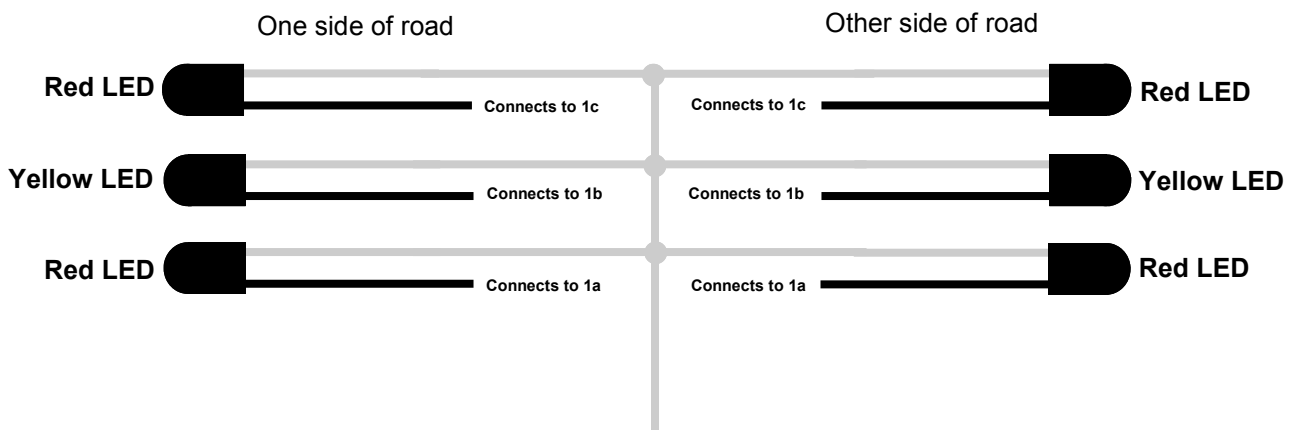 One side of road
Other side of road
Red LED
Connects to 1c
Connects to 1c
Red LED
Yellow LED
Connects to 1b
Connects to 1b
Yellow LED
Red LED
Connects to 1a
Connects to 1a
Red LED